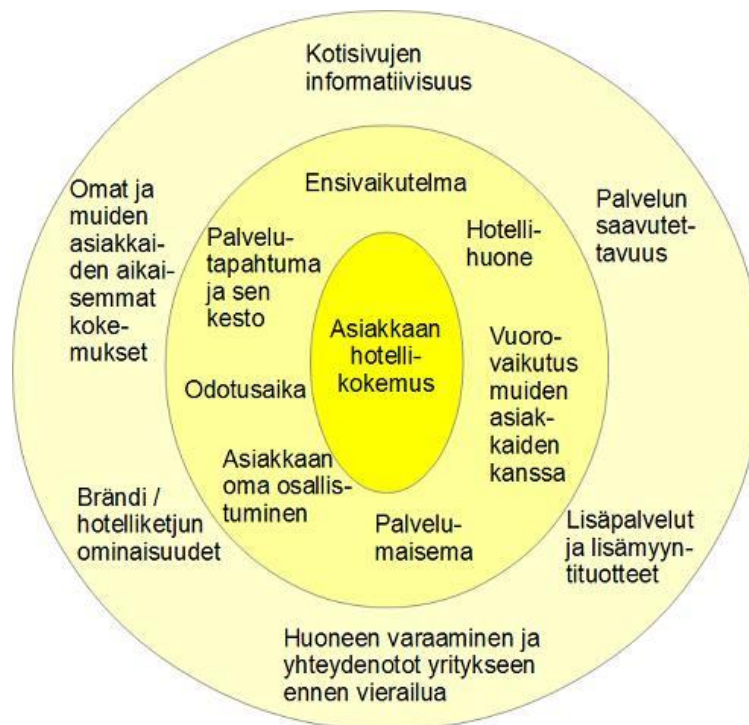 Kotisivujen
informatiivisuus
Ensivaikutelma
Omat ja
muiden
asiakkai-
den aikai-
semmat
koke-
mukset
Palvelun
saavutet-
tavuus
Palvelu-
tapahtuma
ja sen
kesto
Hotelli-
huone
Asiakkaan
hotelli-
kokemus
Vuoro-
vaikutus
muiden
asiak-
kaiden
kanssa
Odotusaika
Asiakkaan
oma osallis-
tuminen
Brändi /
hotelliketjun
ominaisuudet
Palvelu-
maisema
Lisäpalvelut
ja lisämyyn-
tituotteet
Huoneen varaaminen ja
yhteydenotot yritykseen
ennen vierailua